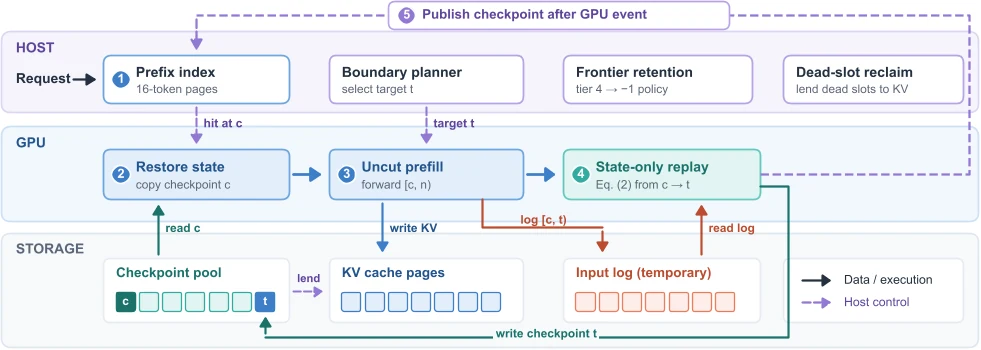 5 Publish checkpoint after GPU event
HOST
Request
1 Prefix index
16-token pages
Boundary planner
select target t
Frontier retention
tier 4 → −1 policy
Dead-slot reclaim
lend dead slots to KV
hit at c
target t
GPU
2 Restore state
copy checkpoint c
3 Uncut prefill
forward [c, n)
4 State-only replay
Eq. (2) from c → t
read c
write KV
log [c, t)
read log
STORAGE
Checkpoint pool
c
t
lend
KV cache pages
Input log (temporary)
Data / execution
Host control
write checkpoint t